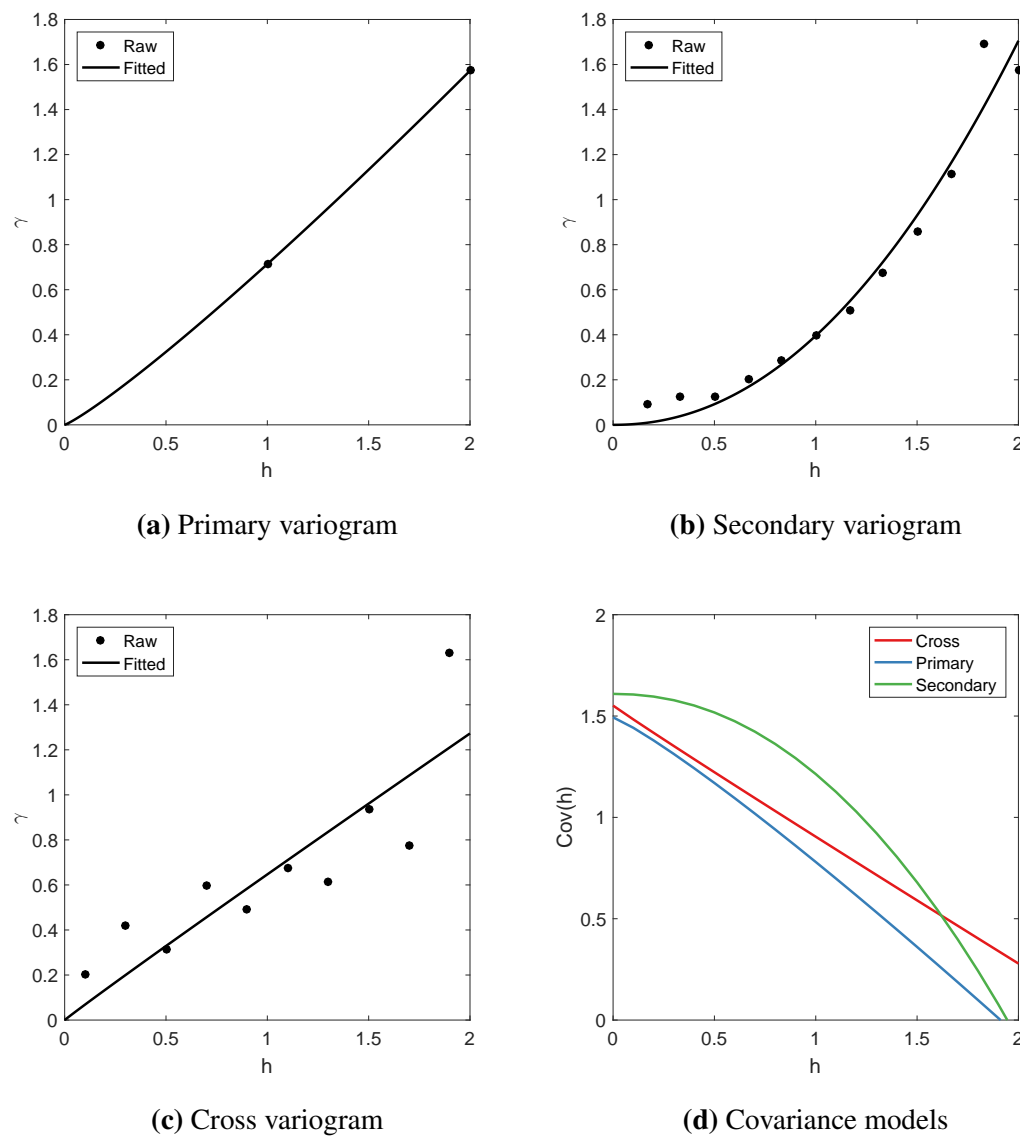 1.8
1.6
1.4
1.2
1
0.8
0.6
0.4
0.2
0
γ
Raw
Fitted
0 0.5 1 1.5 2
h
(a) Primary variogram
1.8
1.6
1.4
1.2
1
0.8
0.6
0.4
0.2
0
γ
Raw
Fitted
0 0.5 1 1.5 2
h
(b) Secondary variogram
1.8
1.6
1.4
1.2
1
0.8
0.6
0.4
0.2
0
γ
Raw
Fitted
0 0.5 1 1.5 2
h
(c) Cross variogram
2
1.5
1
0.5
0
Cov(h)
Cross
Primary
Secondary
0 0.5 1 1.5 2
h
(d) Covariance models